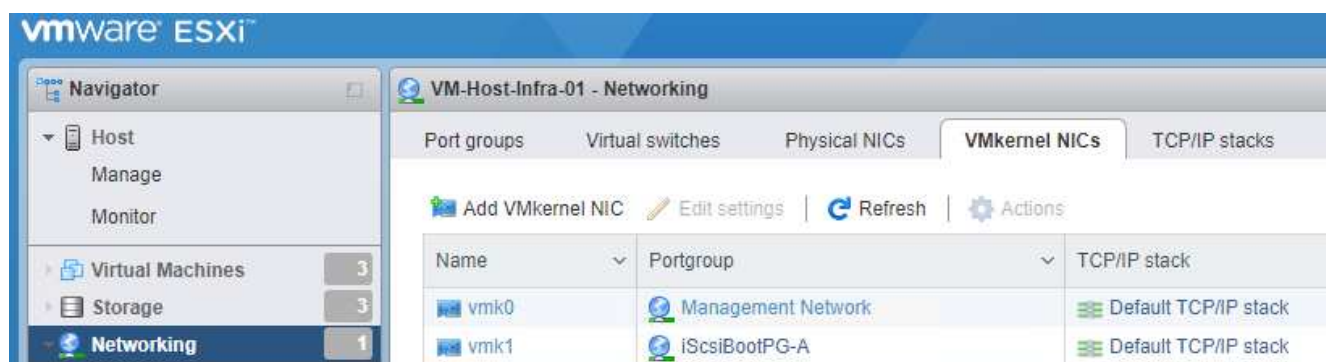 vmware ESXi™
Navigator
VM-Host-Infra-01 - Networking
Host
Manage
Monitor
Virtual Machines 3
Storage 3
Networking 1
Port groups Virtual switches Physical NICs VMkernel NICs TCP/IP stacks
Add VMkernel NIC Edit settings Refresh Actions
Name Portgroup TCP/IP stack
vmk0 Management Network Default TCP/IP stack
vmk1 iScsiBootPG-A Default TCP/IP stack